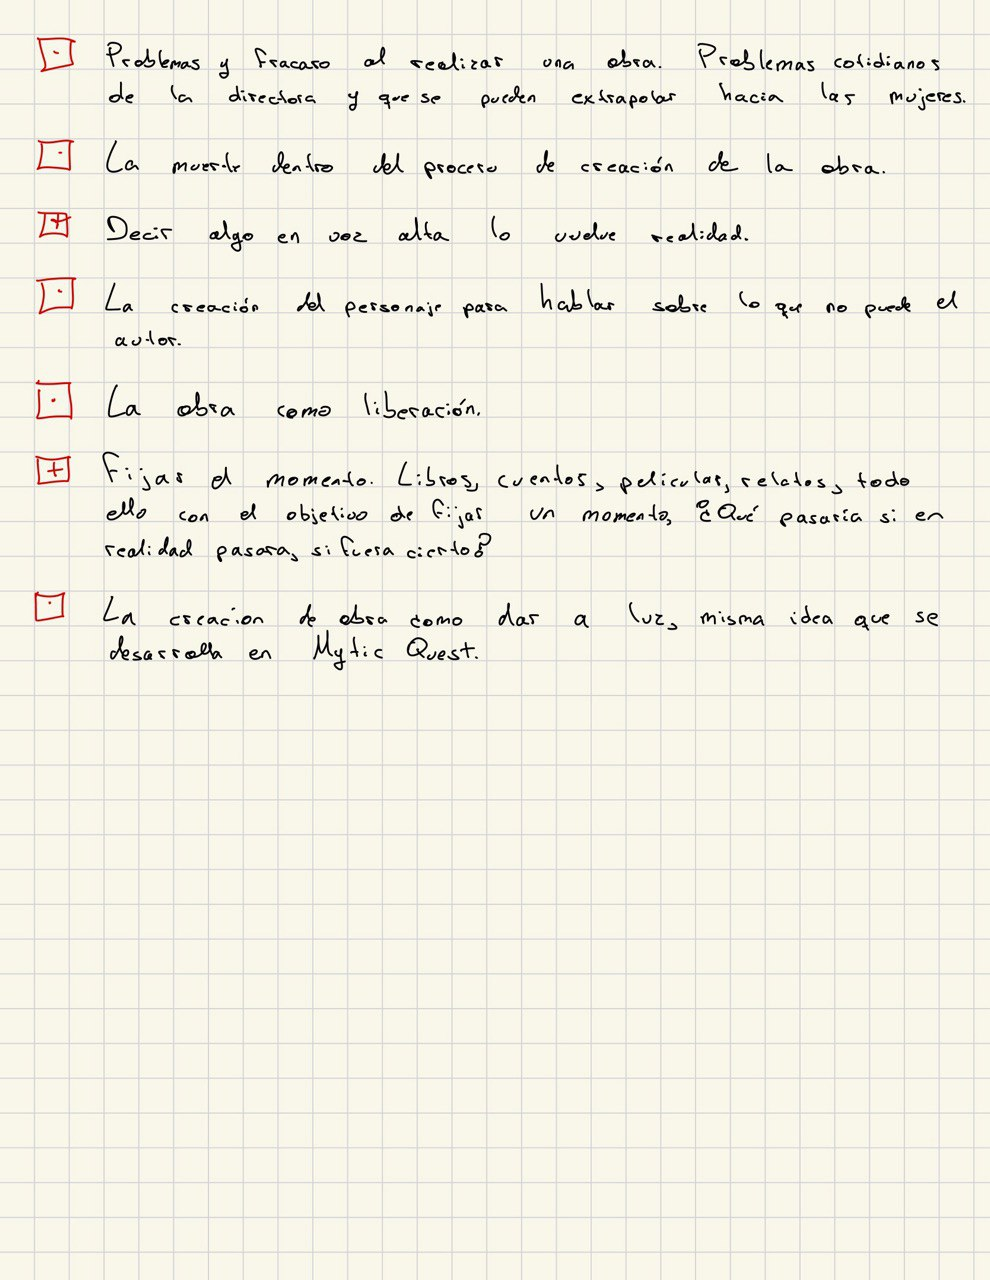 Problemas y fracaso al realizar una obra. Problemas cotidianos
de la directora y que se pueden extrapolar hacia las mujeres.
La muerte dentro del proceso de creación de la obra.
Decir algo en voz alta lo vuelve realidad.
La creación del personaje para hablar sobre lo que no puede el
autor.
La obra como liberación.
Fijar el momento. Libros, cuentos, peliculas, relatos, todo
ello con el objetivo de fijar un momento, ¿Qué pasaría si en
realidad pasara, si fuera cierto?
La creacion de obra como dar a luz, misma idea que se
desarrolla en Mytic Quest.